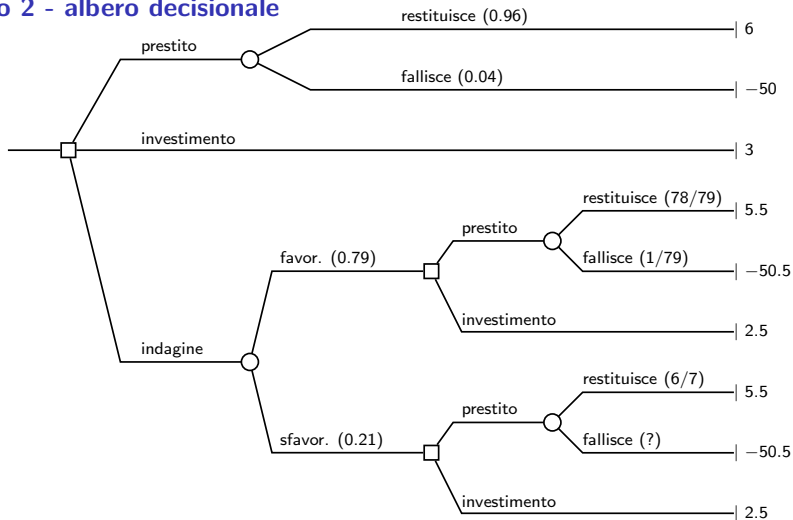 o 2 - albero decisionale
restituisce (0.96)
6
prestito
fallisce (0.04)
−50
investimento
3
restituisce (78/79)
5.5
prestito
favor. (0.79)
fallisce (1/79)
−50.5
investimento
2.5
indagine
restituisce (6/7)
5.5
prestito
sfavor. (0.21)
fallisce (?)
−50.5
investimento
2.5